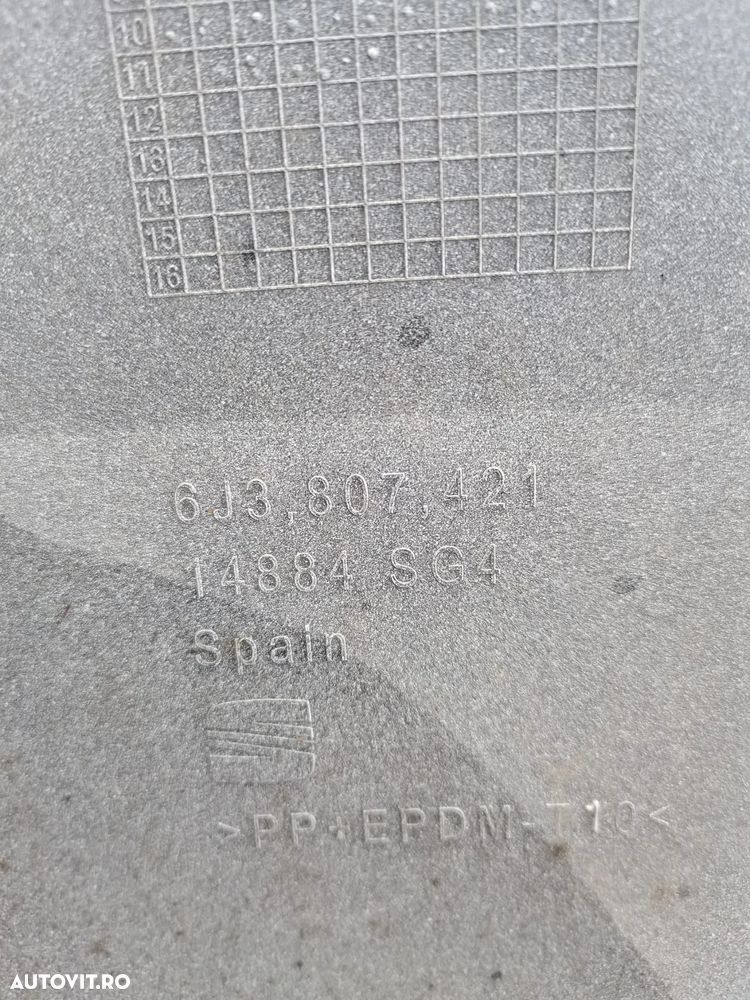 10
11
12
13
14
15
16
6J3,807,421
14884 SG4
Spain
>PP+EPDM-T10<
AUTOVIT.RO